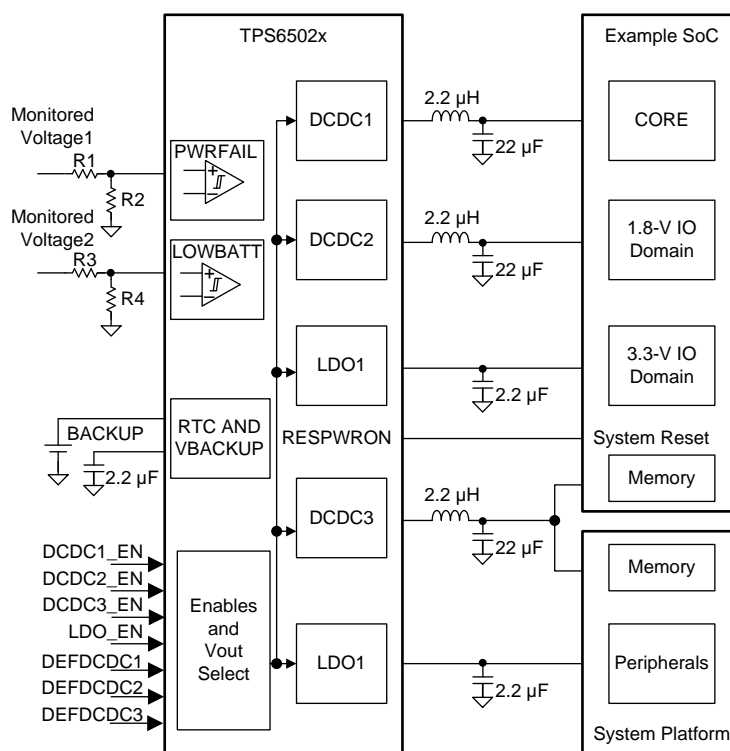 TPS6502x
Example SoC
Monitored
Voltage1
R1
R2
PWRFAIL
+
−
Monitored
Voltage2
R3
R4
LOWBATT
+
−
DCDC1
2.2 µH
22 µF
CORE
DCDC2
2.2 µH
22 µF
1.8-V IO
Domain
LDO1
2.2 µF
3.3-V IO
Domain
BACKUP
2.2 µF
RTC AND
VBACKUP
RESPWRON
System Reset
Memory
DCDC3
2.2 µH
22 µF
Memory
DCDC1_EN
DCDC2_EN
DCDC3_EN
LDO_EN
DEFDCDC1
DEFDCDC2
DEFDCDC3
Enables
and
Vout
Select
LDO1
2.2 µF
Peripherals
System Platform